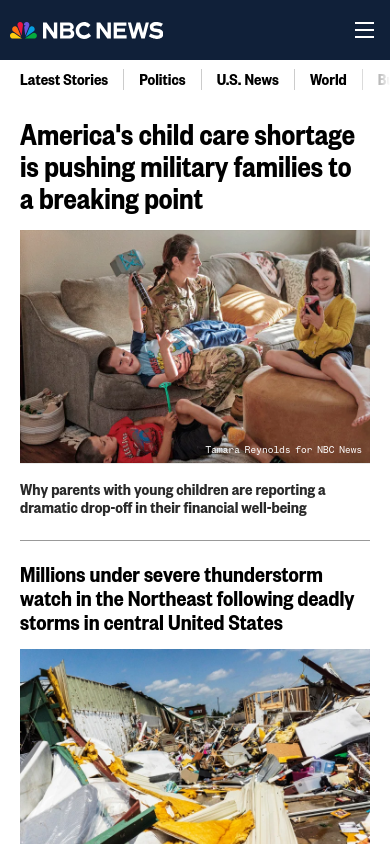 NBC NEWS
Latest Stories
Politics
U.S. News
World
America's child care shortage
is pushing military families to
a breaking point
Tamara Reynolds for NBC News
Why parents with young children are reporting a
dramatic drop-off in their financial well-being
Millions under severe thunderstorm
watch in the Northeast following deadly
storms in central United States